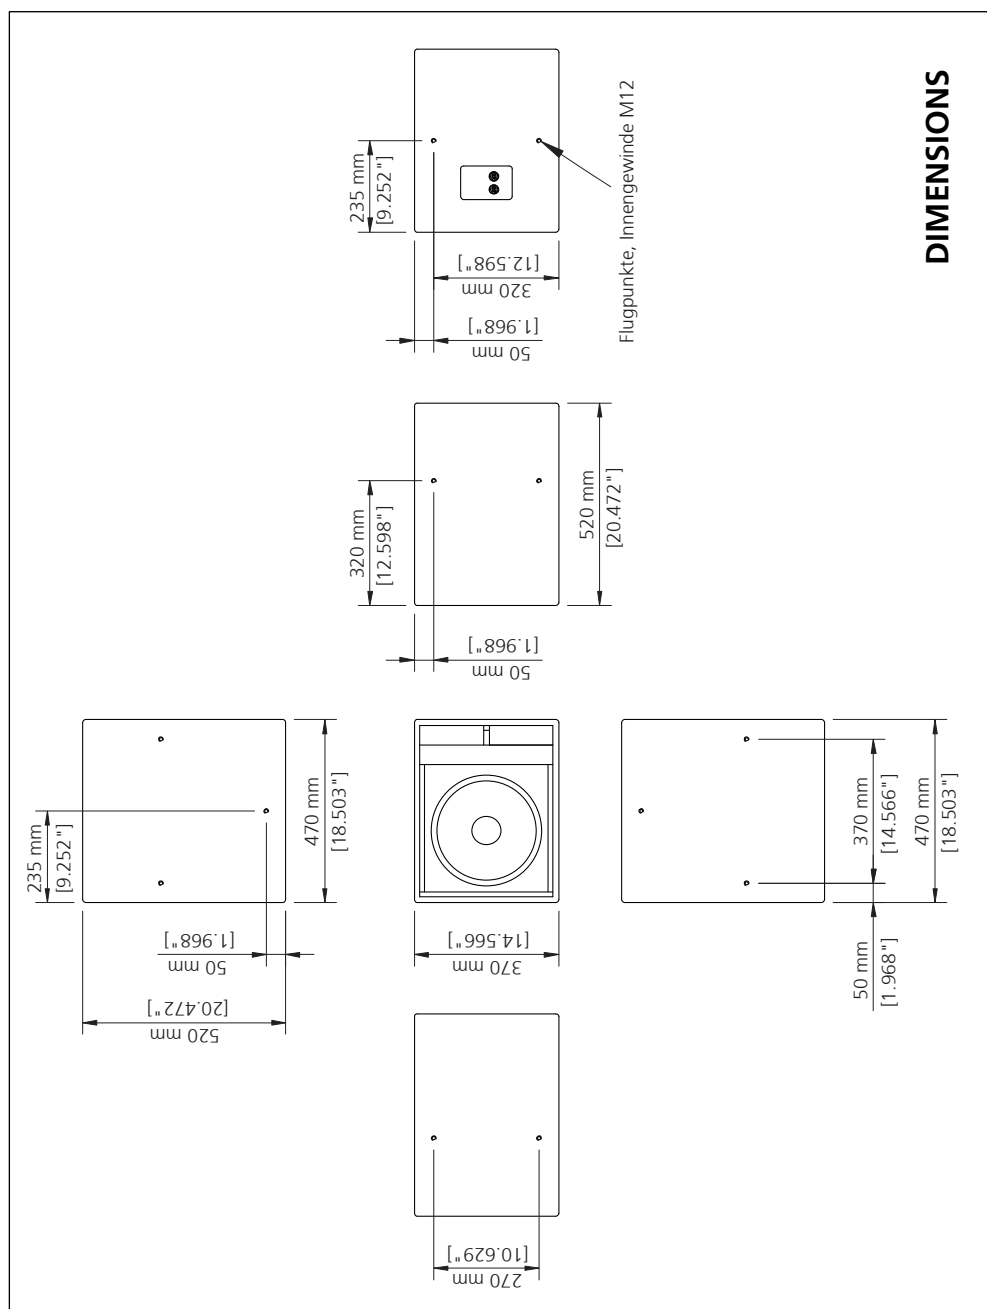 DIMENSIONS
235 mm
[9.252"]
320 mm
[12.598"]
50 mm
[1.968"]
Flugpunkte, Innengewinde M12
320 mm
[12.598"]
520 mm
[20.472"]
50 mm
[1.968"]
235 mm
[9.252"]
470 mm
[18.503"]
50 mm
[1.968"]
520 mm
[20.472"]
370 mm
[14.566"]
370 mm
[14.566"]
470 mm
[18.503"]
50 mm
[1.968"]
270 mm
[10.629"]